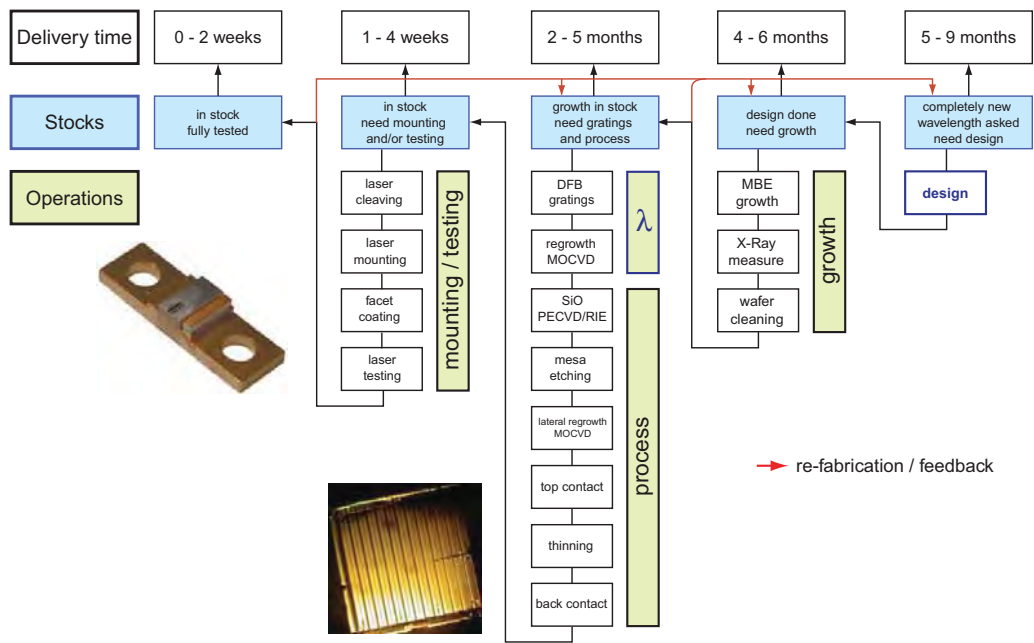 Delivery time
0 - 2 weeks
1 - 4 weeks
2 - 5 months
4 - 6 months
5 - 9 months
Stocks
in stock
fully tested
in stock
need mounting
and/or testing
growth in stock
need gratings
and process
design done
need growth
completely new
wavelength asked
need design
Operations
laser
cleaving
laser
mounting
facet
coating
laser
testing
mounting / testing
DFB
gratings
regrowth
MOCVD
λ
SiO
PECVD/RIE
mesa
etching
lateral regrowth
MOCVD
top contact
thinning
back contact
process
MBE
growth
X-Ray
measure
wafer
cleaning
growth
design
re-fabrication / feedback